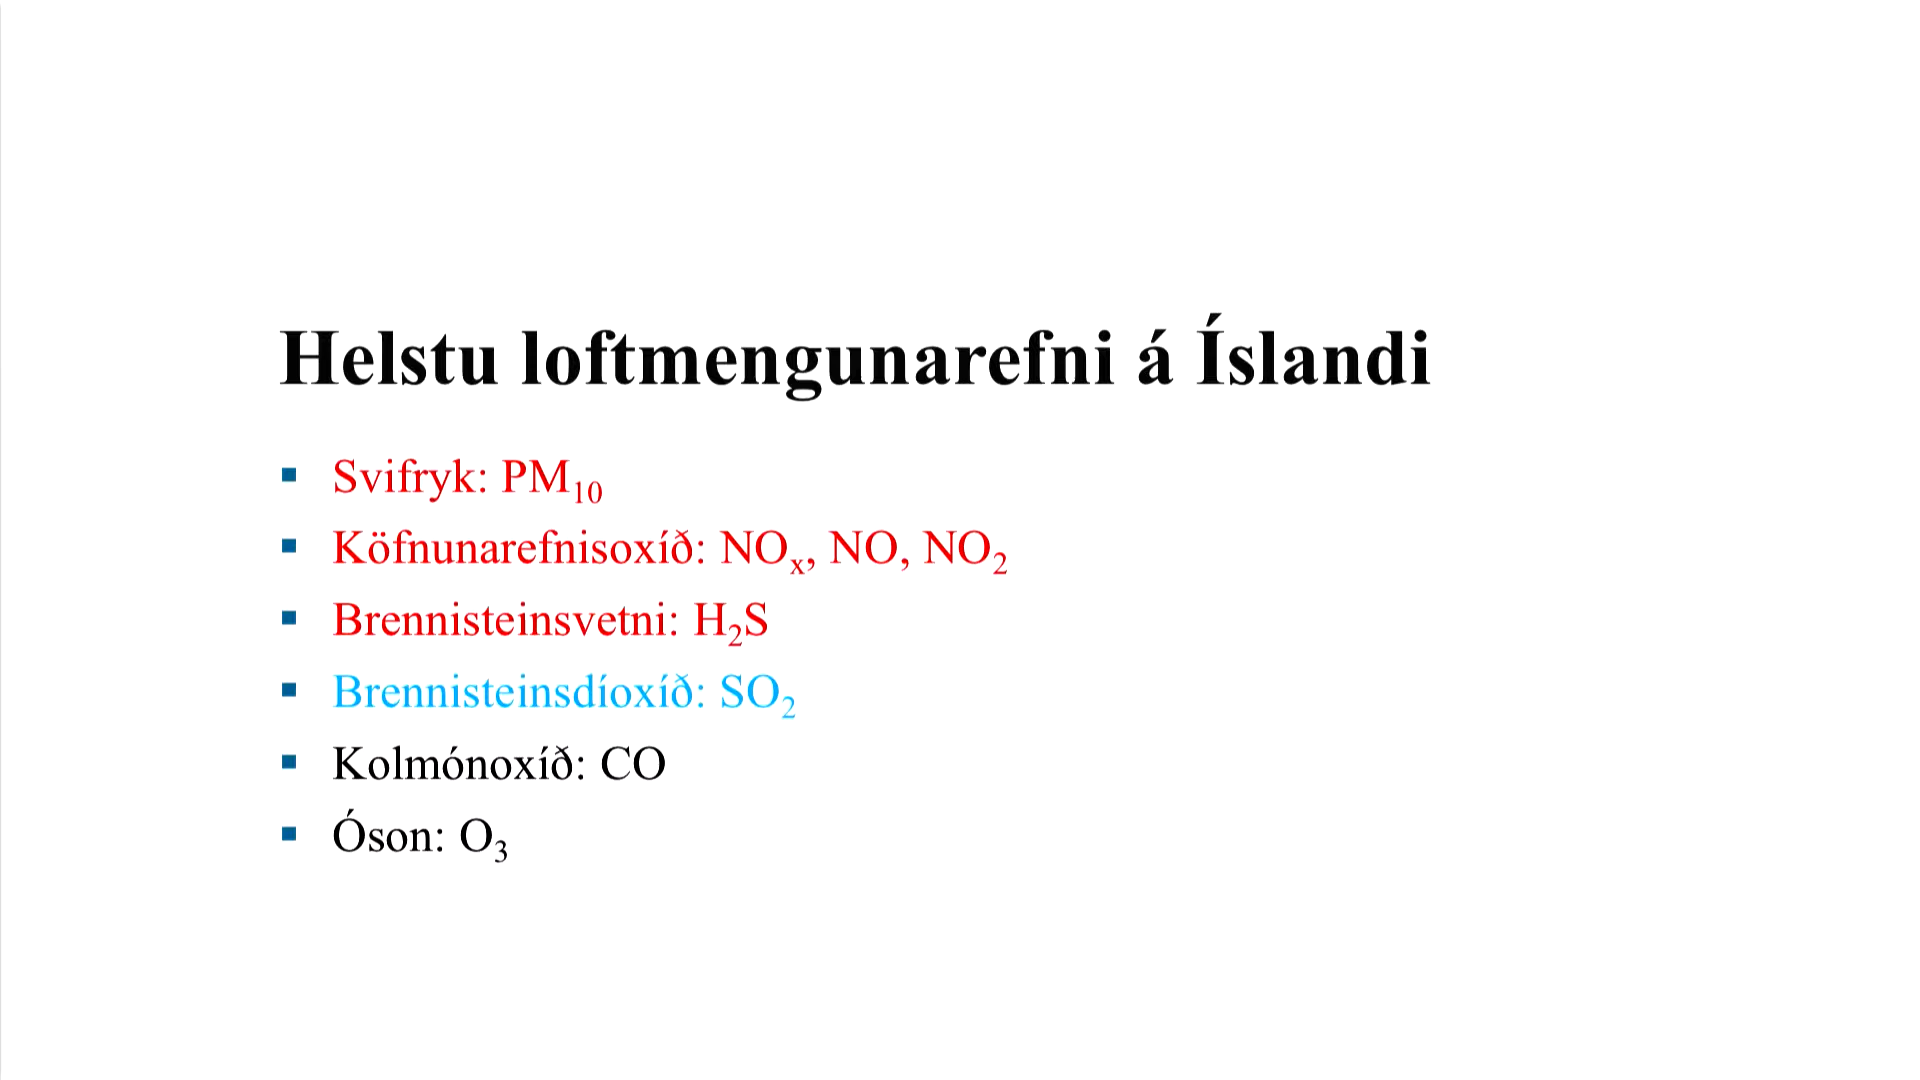 Helstu loftmengunarefni á Íslandi
▪ Svifryk: PM₁₀
▪ Köfnunarefnisoxíð: NOₓ, NO, NO₂
▪ Brennisteinsvetni: H₂S
▪ Brennisteinsdíoxíð: SO₂
▪ Kolmónoxíð: CO
▪ Óson: O₃